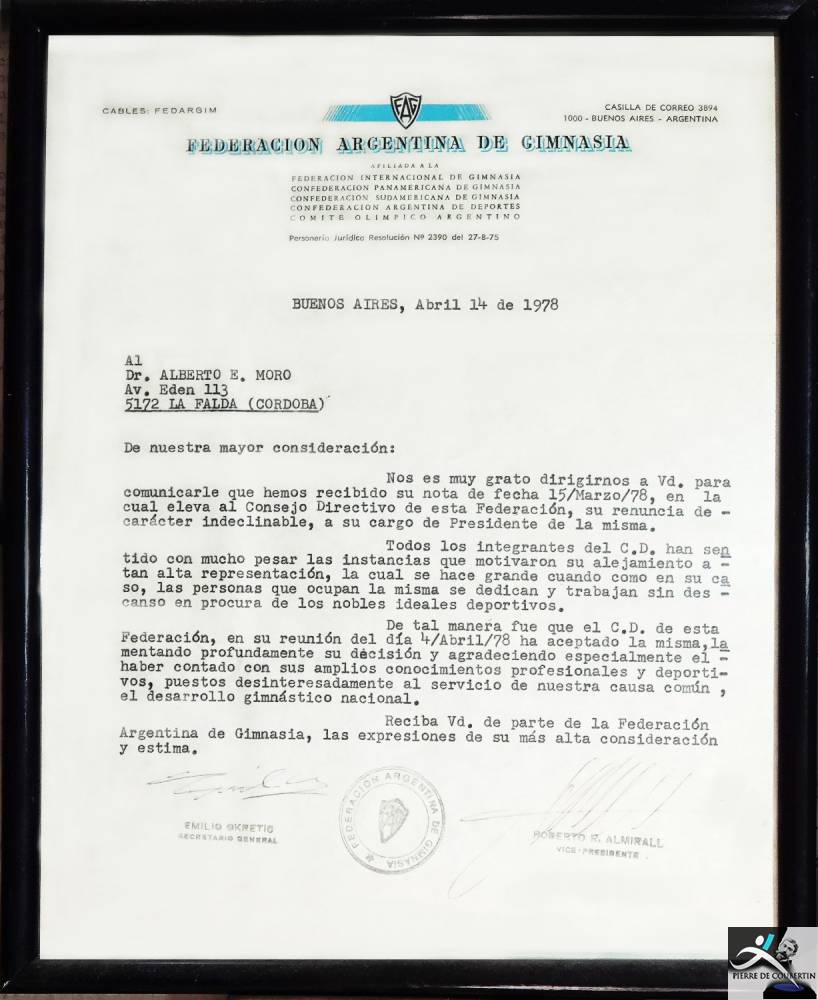 CABLES: FEDARGIM
FAG
CASILLA DE CORREO 3894
1000 - BUENOS AIRES - ARGENTINA
FEDERACION ARGENTINA DE GIMNASIA
AFILIADA A LA
FEDERACION INTERNACIONAL DE GIMNASIA
CONFEDERACION PANAMERICANA DE GIMNASIA
CONFEDERACION SUDAMERICANA DE GIMNASIA
CONFEDERACION ARGENTINA DE DEPORTES
COMITE OLIMPICO ARGENTINO
Personería Jurídica Resolución Nº 2390 del 27-8-75
BUENOS AIRES, Abril 14 de 1978
Al
Dr. ALBERTO E. MORO
Av. Eden 113
5172 LA FALDA (CORDOBA)
De nuestra mayor consideración:
Nos es muy grato dirigirnos a Vd. para
comunicarle que hemos recibido su nota de fecha 15/Marzo/78, en la
cual eleva al Consejo Directivo de esta Federación, su renuncia de -
carácter indeclinable, a su cargo de Presidente de la misma.
Todos los integrantes del C.D. han sen
tido con mucho pesar las instancias que motivaron su alejamiento a -
tan alta representación, la cual se hace grande cuando como en su ca
so, las personas que ocupan la misma se dedican y trabajan sin des -
canso en procura de los nobles ideales deportivos.
De tal manera fue que el C.D. de esta
Federación, en su reunión del día 4/Abril/78 ha aceptado la misma,la
mentando profundamente su decisión y agradeciendo especialmente el -
haber contado con sus amplios conocimientos profesionales y deporti-
vos, puestos desinteresadamente al servicio de nuestra causa común ,
el desarrollo gimnástico nacional.
Reciba Vd. de parte de la Federación
Argentina de Gimnasia, las expresiones de su más alta consideración
y estima.
EMILIO SKRETIC
SECRETARIO GENERAL
FEDERACION ARGENTINA DE GIMNASIA
ROBERTO R. ALMIRALL
VICE-PRESIDENTE
PIERRE DE COUBERTIN